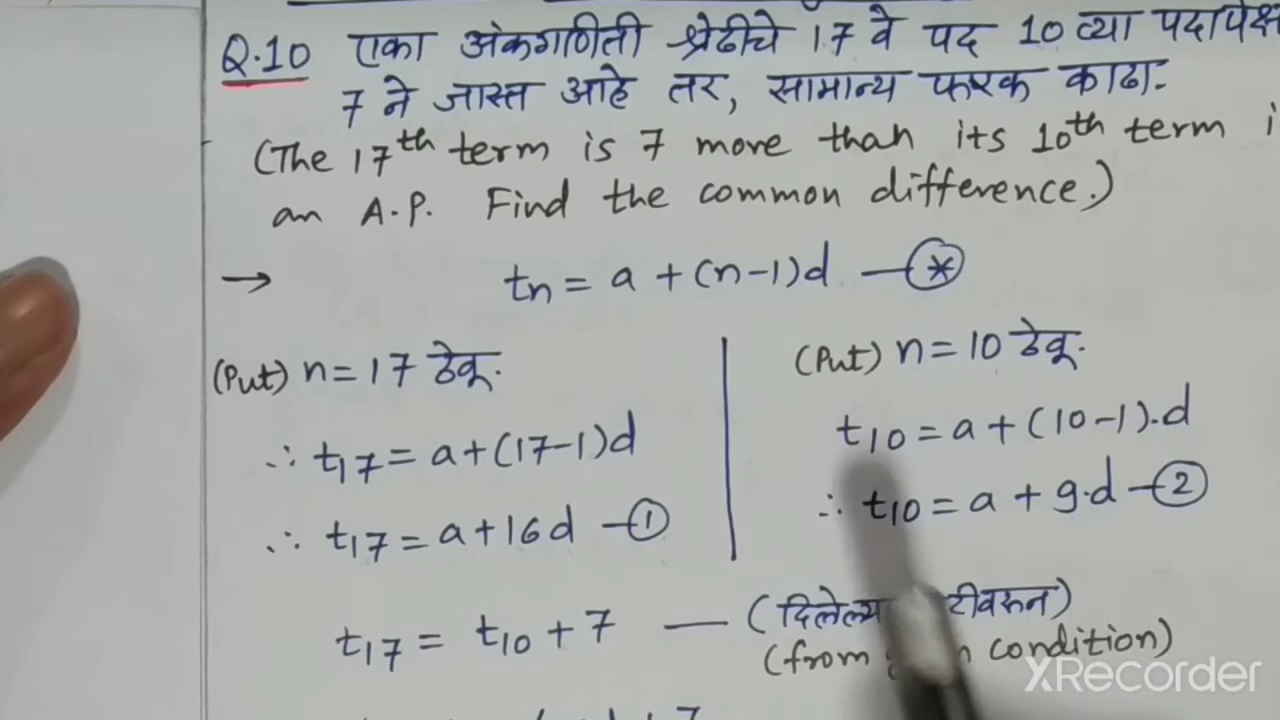 Q.10 एका अंकगणिती श्रेढीचे 17 वे पद 10 व्या पदापेक्ष
7 ने जास्त आहे तर, सामान्य फरक काढा.
(The 17th term is 7 more than its 10th term i
an A.P. Find the common difference.)
→ tn = a + (n-1)d —(*)
(Put) n = 17 ठेवू.
∴ t17 = a+(17-1)d
∴ t17 = a+16d —①
(Put) n = 10 ठेवू.
t10 = a + (10-1).d
∴ t10 = a + 9.d —②
t17 = t10 + 7 — (टीवरून)
(from condition)
XRecorder